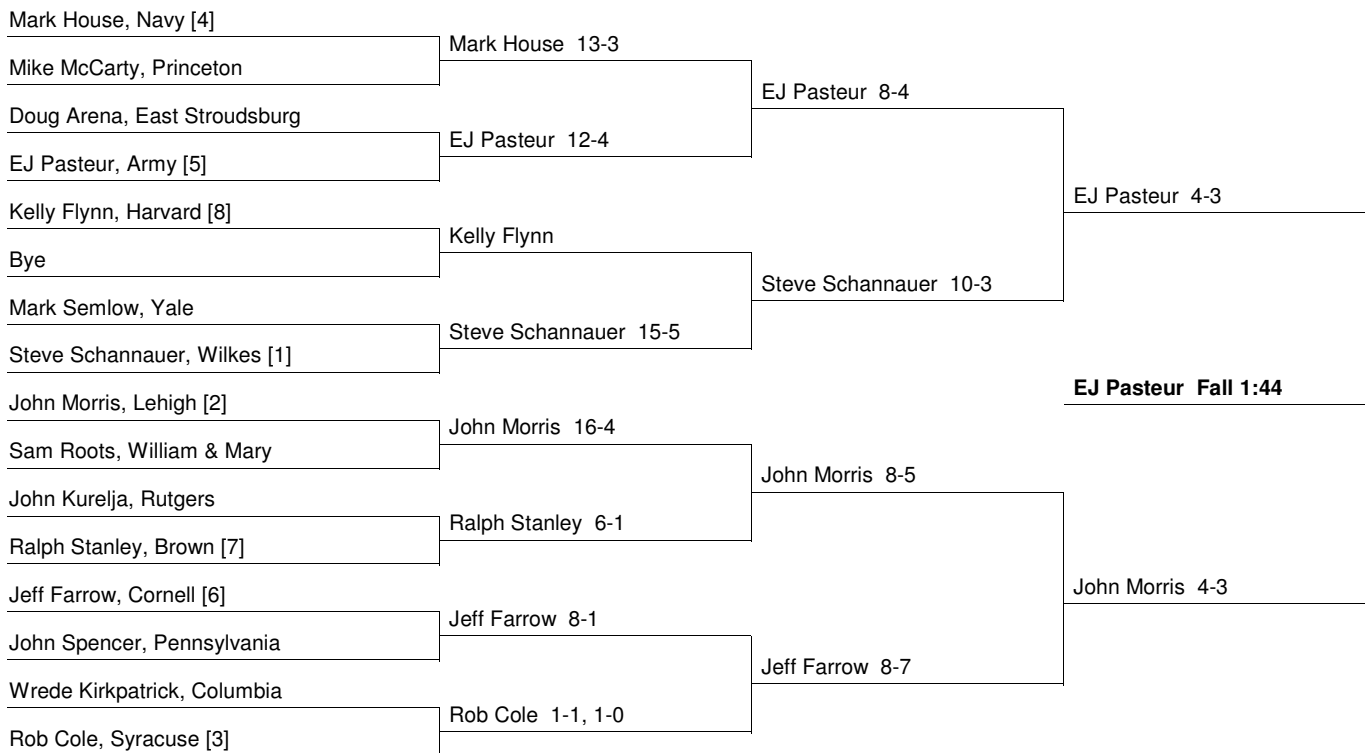 Mark House, Navy [4]
Mike McCarty, Princeton
Doug Arena, East Stroudsburg
EJ Pasteur, Army [5]
Kelly Flynn, Harvard [8]
Bye
Mark Semlow, Yale
Steve Schannauer, Wilkes [1]
John Morris, Lehigh [2]
Sam Roots, William & Mary
John Kurelja, Rutgers
Ralph Stanley, Brown [7]
Jeff Farrow, Cornell [6]
John Spencer, Pennsylvania
Wrede Kirkpatrick, Columbia
Rob Cole, Syracuse [3]
Mark House 13-3
EJ Pasteur 12-4
Kelly Flynn
Steve Schannauer 15-5
John Morris 16-4
Ralph Stanley 6-1
Jeff Farrow 8-1
Rob Cole 1-1, 1-0
EJ Pasteur 8-4
Steve Schannauer 10-3
John Morris 8-5
Jeff Farrow 8-7
EJ Pasteur 4-3
EJ Pasteur Fall 1:44
John Morris 4-3